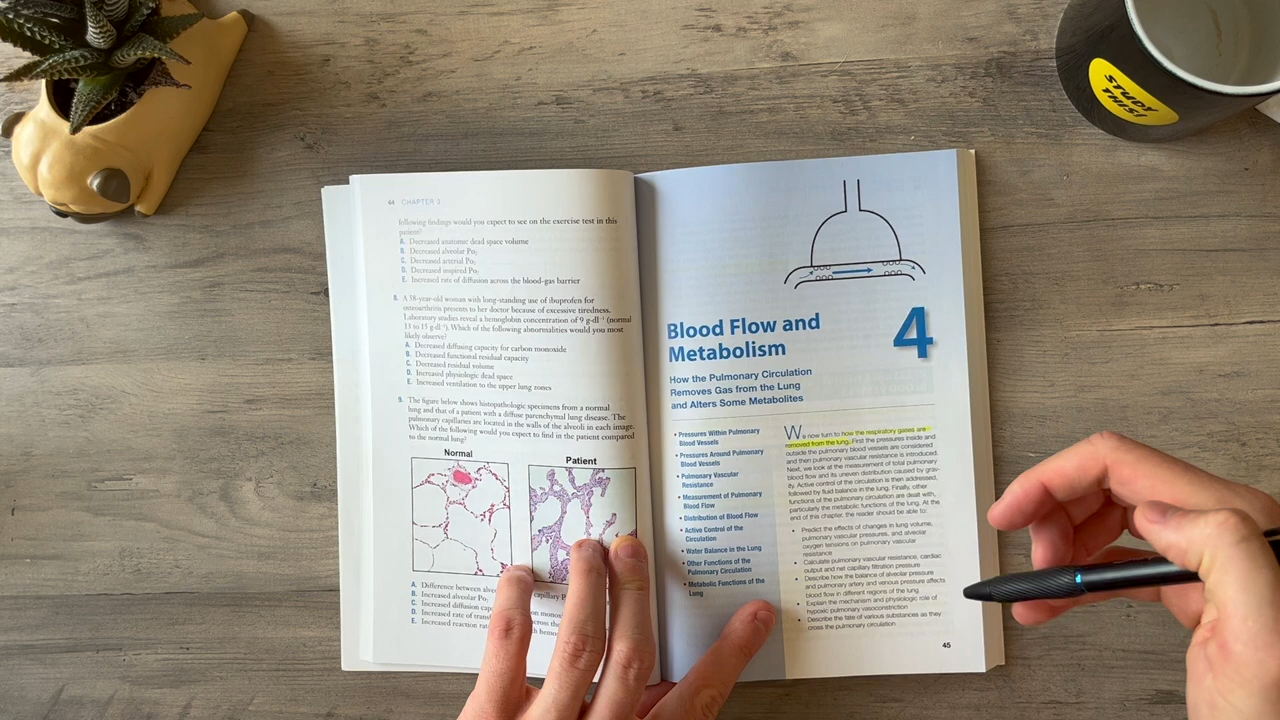 STUDY
THIS!
44 CHAPTER 3
following findings would you expect to see on the exercise test in this
patient?
A. Decreased anatomic dead space volume
B. Decreased alveolar Po2
C. Decreased arterial Po2
D. Decreased inspired Po2
E. Increased rate of diffusion across the blood-gas barrier
8. A 58-year-old woman with long-standing use of ibuprofen for
osteoarthritis presents to her doctor because of excessive tiredness.
Laboratory studies reveal a hemoglobin concentration of 9 g·dl⁻¹ (normal
13 to 15 g·dl⁻¹). Which of the following abnormalities would you most
likely observe?
A. Decreased diffusing capacity for carbon monoxide
B. Decreased functional residual capacity
C. Decreased residual volume
D. Increased physiologic dead space
E. Increased ventilation to the upper lung zones
9. The figure below shows histopathologic specimens from a normal
lung and that of a patient with a diffuse parenchymal lung disease. The
pulmonary capillaries are located in the walls of the alveoli in each image.
Which of the following would you expect to find in the patient compared
to the normal lung?
Normal
Patient
A. Difference between capillary
B. Increased alveolar Po2
C. Increased diffusion
D. Increased rate of across the
E. Increased reaction
Blood Flow and
Metabolism
4
How the Pulmonary Circulation
Removes Gas from the Lung
and Alters Some Metabolites
• Pressures Within Pulmonary
Blood Vessels
• Pressures Around Pulmonary
Blood Vessels
• Pulmonary Vascular
Resistance
• Measurement of Pulmonary
Blood Flow
• Distribution of Blood Flow
• Active Control of the
Circulation
• Water Balance in the Lung
• Other Functions of the
Pulmonary Circulation
• Metabolic Functions of the
Lung
We now turn to how the respiratory gases are
removed from the lung. First the pressures inside and
outside the pulmonary blood vessels are considered
and then pulmonary vascular resistance is introduced.
Next, we look at the measurement of total pulmonary
blood flow and its uneven distribution caused by grav-
ity. Active control of the circulation is then addressed,
followed by fluid balance in the lung. Finally, other
functions of the pulmonary circulation are dealt with,
particularly the metabolic functions of the lung. At the
end of this chapter, the reader should be able to:
• Predict the effects of changes in lung volume,
pulmonary vascular pressures, and alveolar
oxygen tensions on pulmonary vascular
resistance
• Calculate pulmonary vascular resistance, cardiac
output and net capillary filtration pressure
• Describe how the balance of alveolar pressure
and pulmonary artery and venous pressure affects
blood flow in different regions of the lung
• Explain the mechanism and physiologic role of
hypoxic pulmonary vasoconstriction
• Describe the fate of various substances as they
cross the pulmonary circulation
45